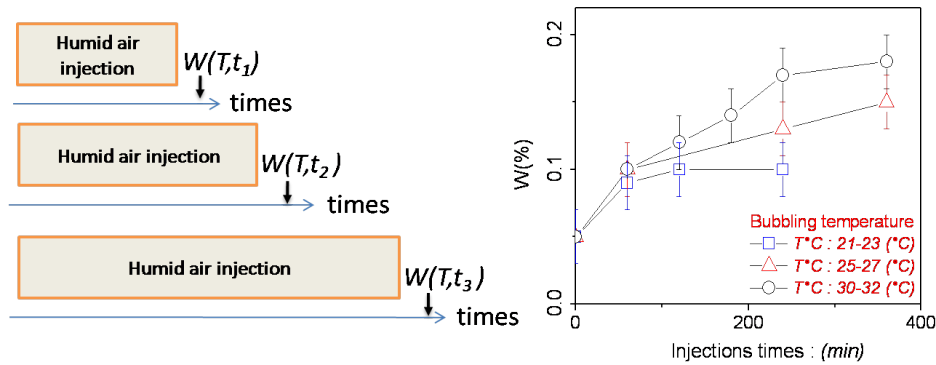 Humid air
injection
W(T,t1)
times
Humid air injection
W(T,t2)
times
Humid air injection
W(T,t3)
times
0.2
0.1
0.0
W(%)
Bubbling temperature
T°C : 21-23 (°C)
T°C : 25-27 (°C)
T°C : 30-32 (°C)
0
200
400
Injections times : (min)